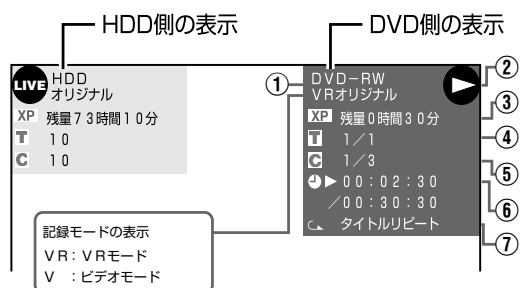 HDD側の表示
DVD側の表示
LIVE
HDD
オリジナル
XP 残量73時間10分
T 10
C 10
①
DVD-RW
VRオリジナル
②
XP 残量0時間30分
③
T 1/1
④
C 1/3
⑤
00:02:30
⑥
/00:30:30
タイトルリピート
⑦
記録モードの表示
VR:VRモード
V :ビデオモード